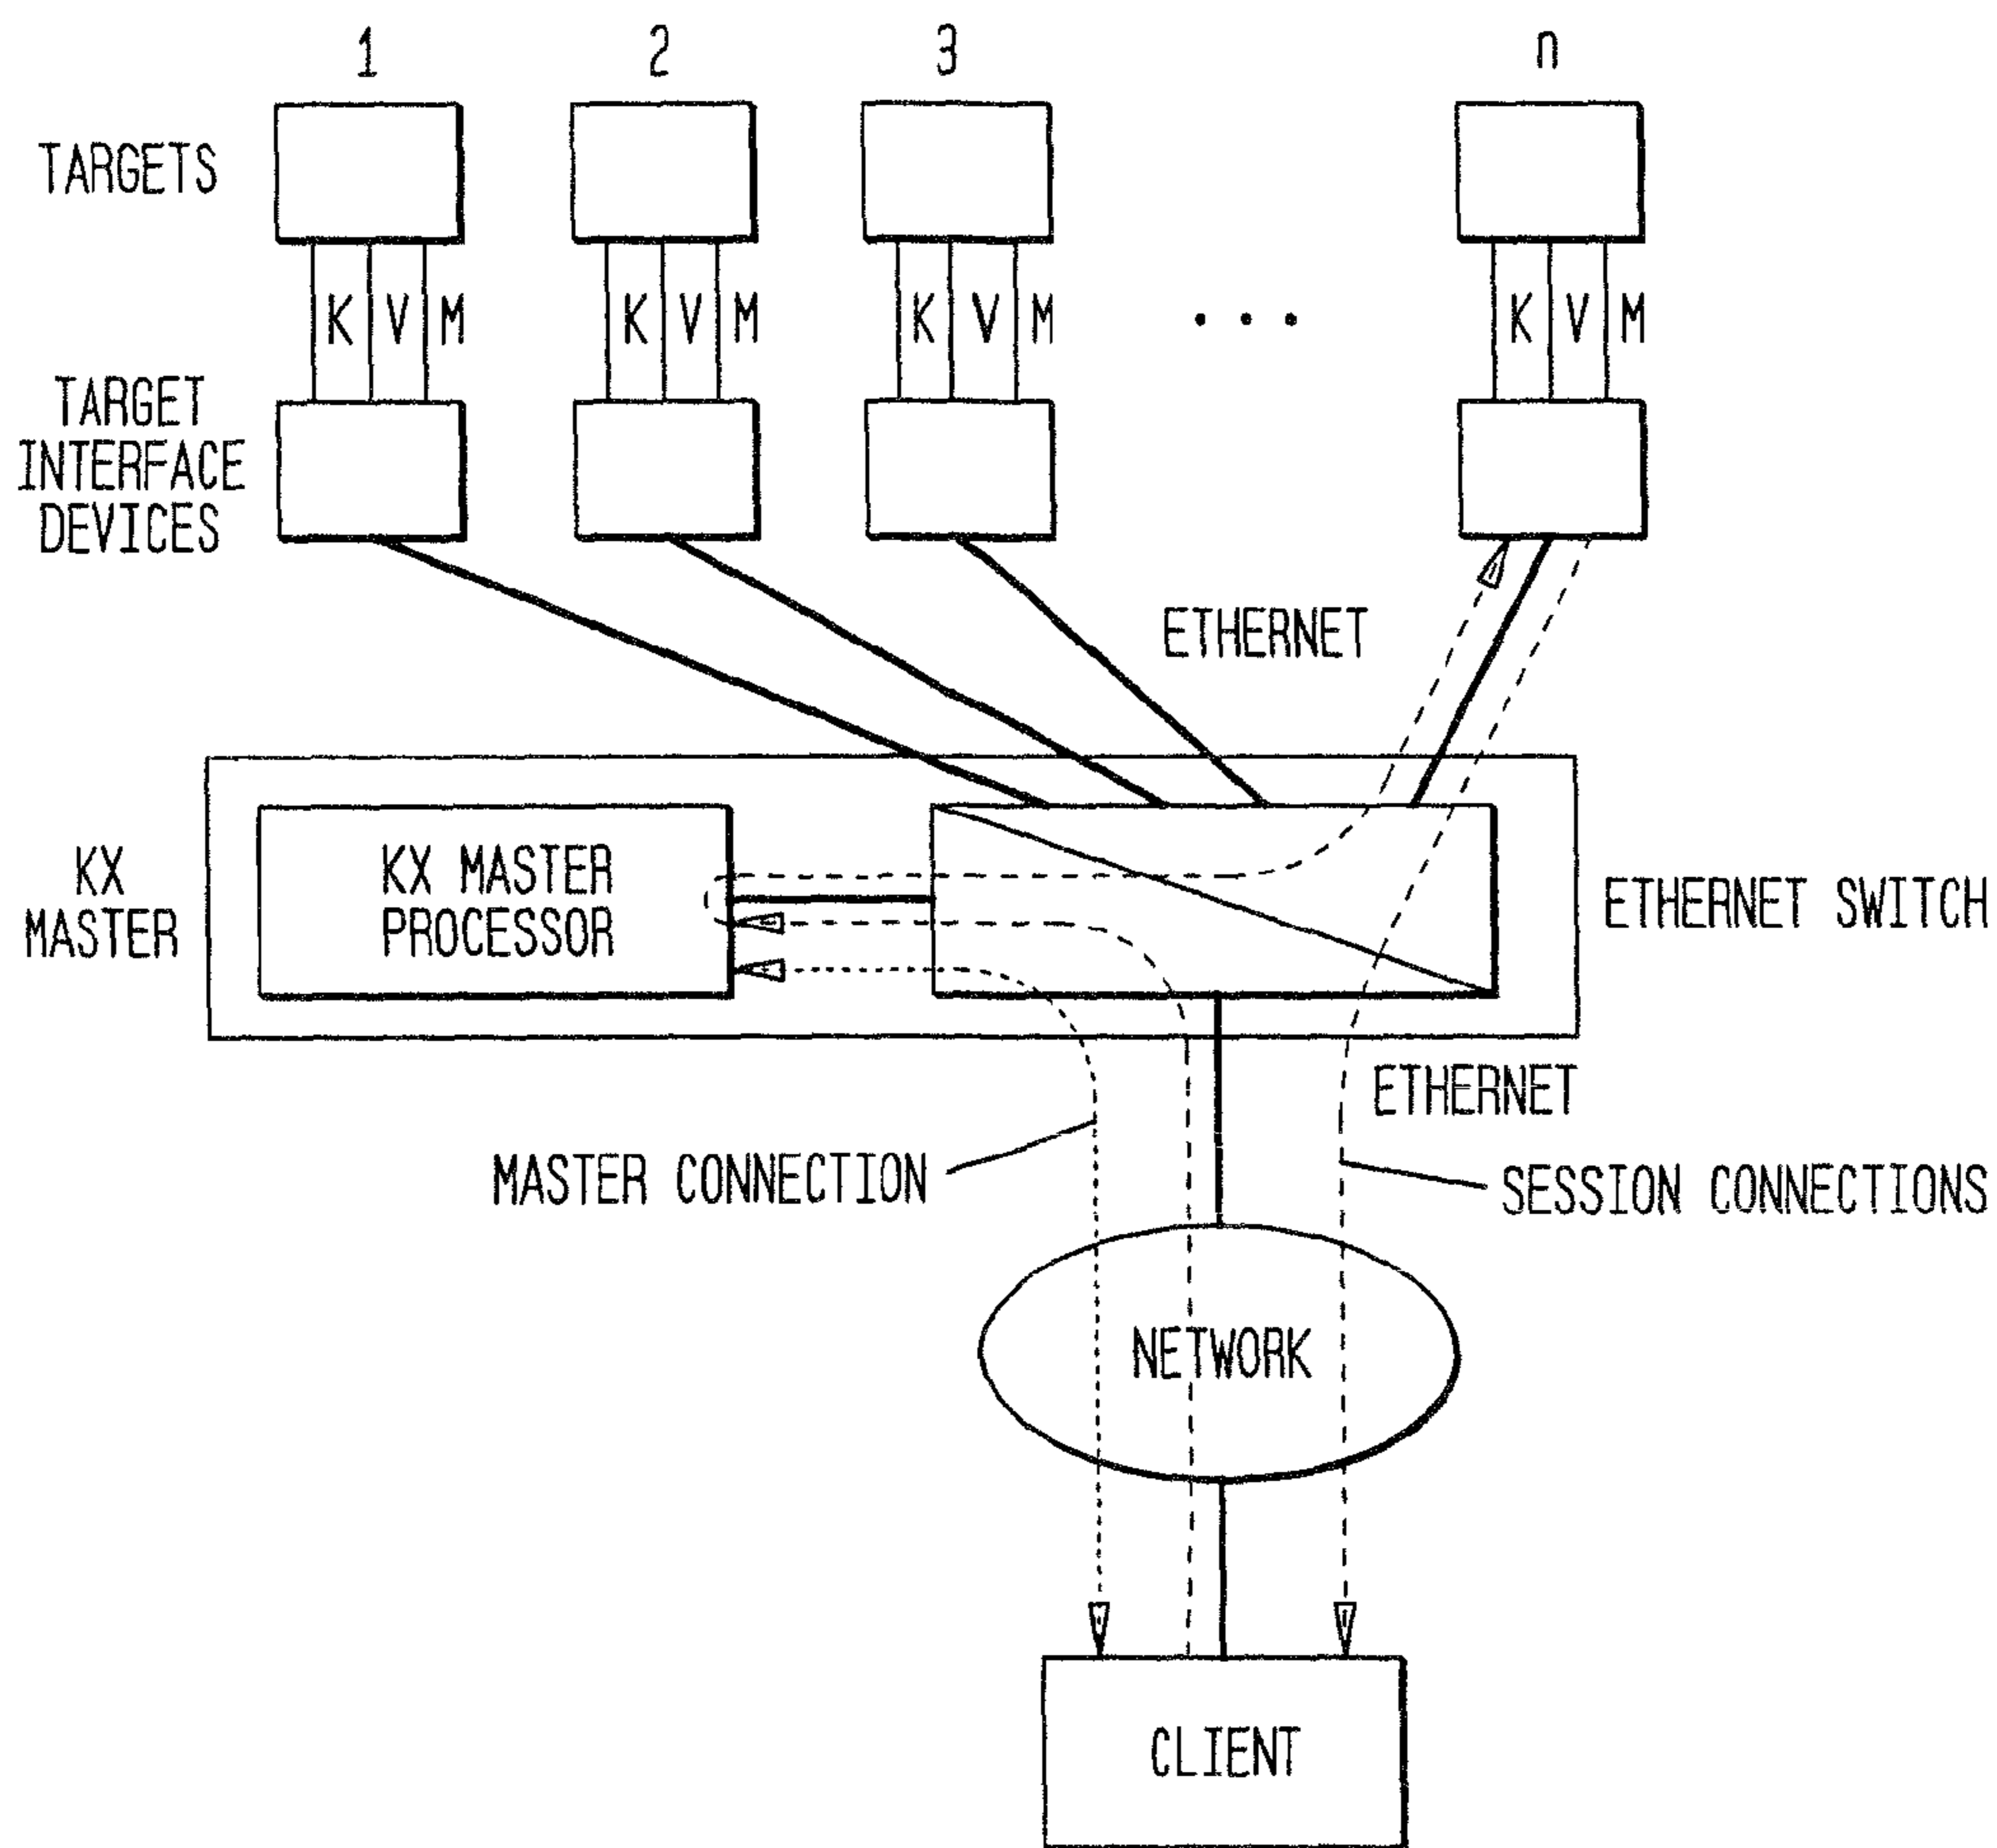 1 2 3 n
TARGETS
K V M K V M K V M ... K V M
TARGET
INTERFACE
DEVICES
ETHERNET
KX
MASTER
KX MASTER
PROCESSOR
ETHERNET SWITCH
ETHERNET
MASTER CONNECTION
SESSION CONNECTIONS
NETWORK
CLIENT